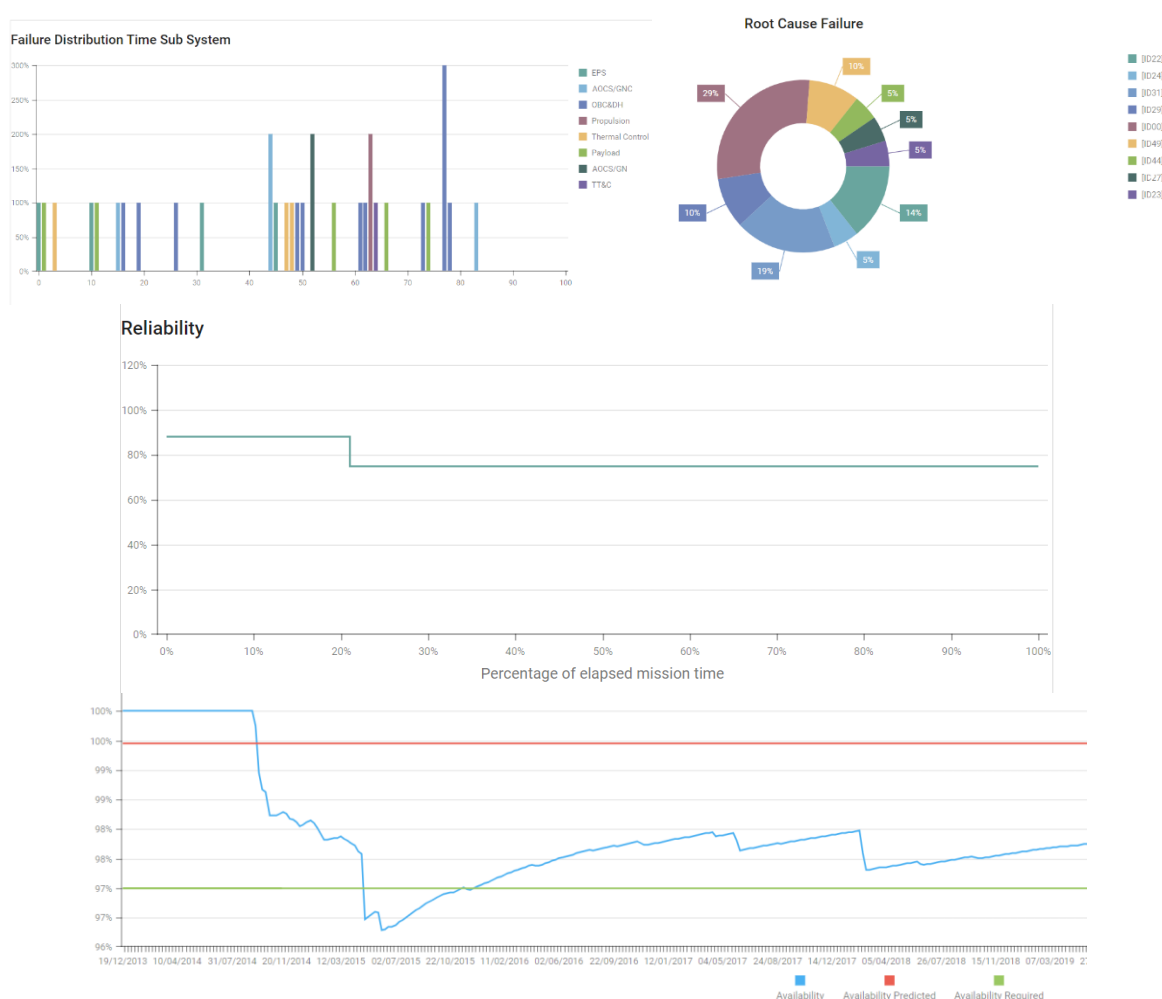 Root Cause Failure
Failure Distribution Time Sub System
300%
250%
200%
150%
100%
50%
0%
0 10 20 30 40 50 60 70 80 90 100
EPS
AOCS/GNC
OBC&DH
Propulsion
Thermal Control
Payload
AOCS/GN
TT&C
10%
29%
5%
5%
5%
10%
14%
5%
19%
[ID22]
[ID24]
[ID31]
[ID29]
[ID00]
[ID49]
[ID44]
[ID27]
[ID23]
Reliability
120%
100%
80%
60%
40%
20%
0%
0% 10% 20% 30% 40% 50% 60% 70% 80% 90% 100%
Percentage of elapsed mission time
100%
100%
99%
99%
98%
98%
97%
97%
96%
19/12/2013 10/04/2014 31/07/2014 20/11/2014 12/03/2015 02/07/2015 22/10/2015 11/02/2016 02/06/2016 22/09/2016 12/01/2017 04/05/2017 24/08/2017 14/12/2017 05/04/2018 26/07/2018 15/11/2018 07/03/2019 27
Availability Availability Predicted Availability Required